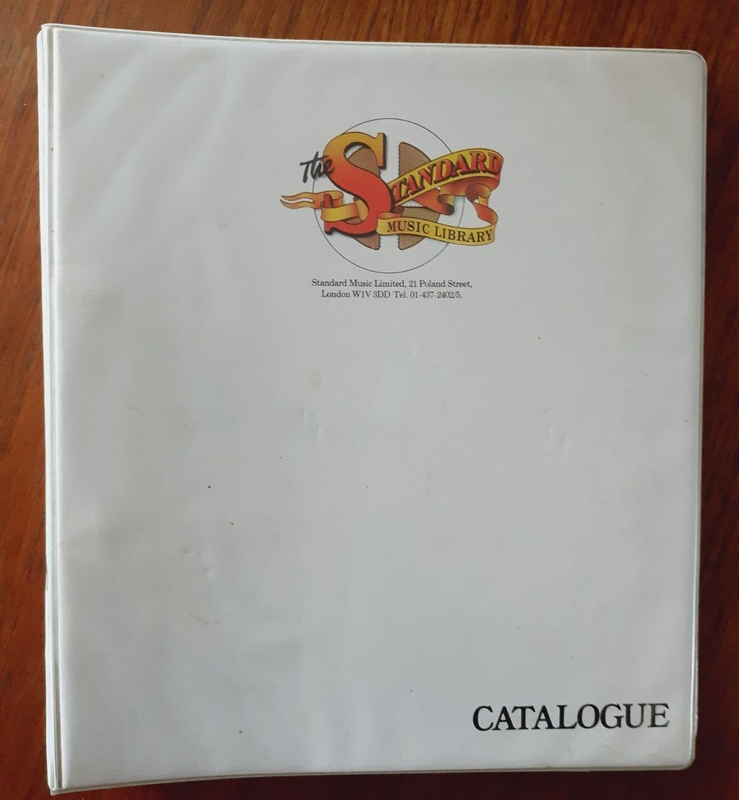 The STANDARD
MUSIC LIBRARY
Standard Music Limited, 21 Poland Street,
London W1V 3DD Tel. 01-437-2402/5.
CATALOGUE